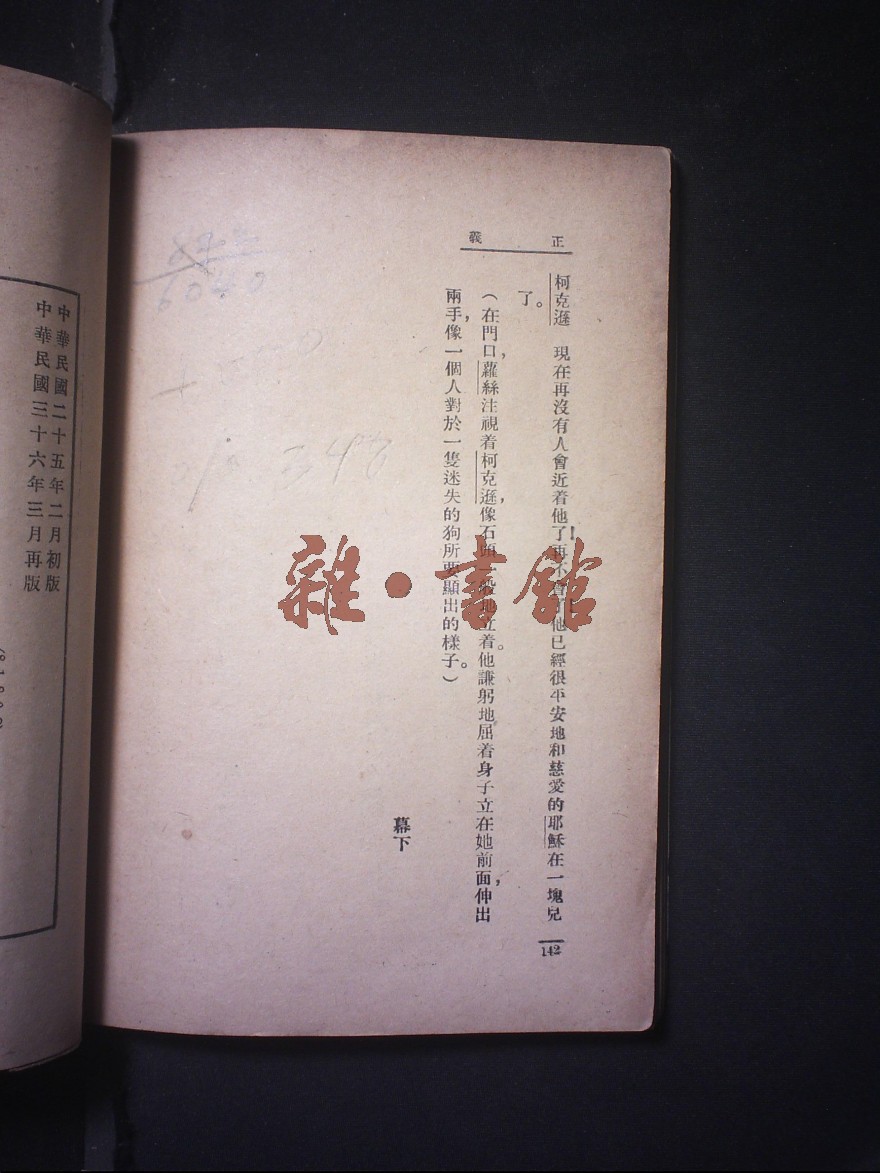 正義
柯克遜　現在再沒有人會近着他了！再不會！他已經很平安地和慈愛的耶穌在一塊兒
了。
（在門口，蘿絲注視着柯克遜，像石頭一般地立着。他謙躬地屈着身子立在她前面，伸出
兩手，像一個人對於一隻迷失的狗所要顯出的樣子。）
幕下
142
雜·書館
6040
中華民國二十五年二月初版
中華民國三十六年三月再版